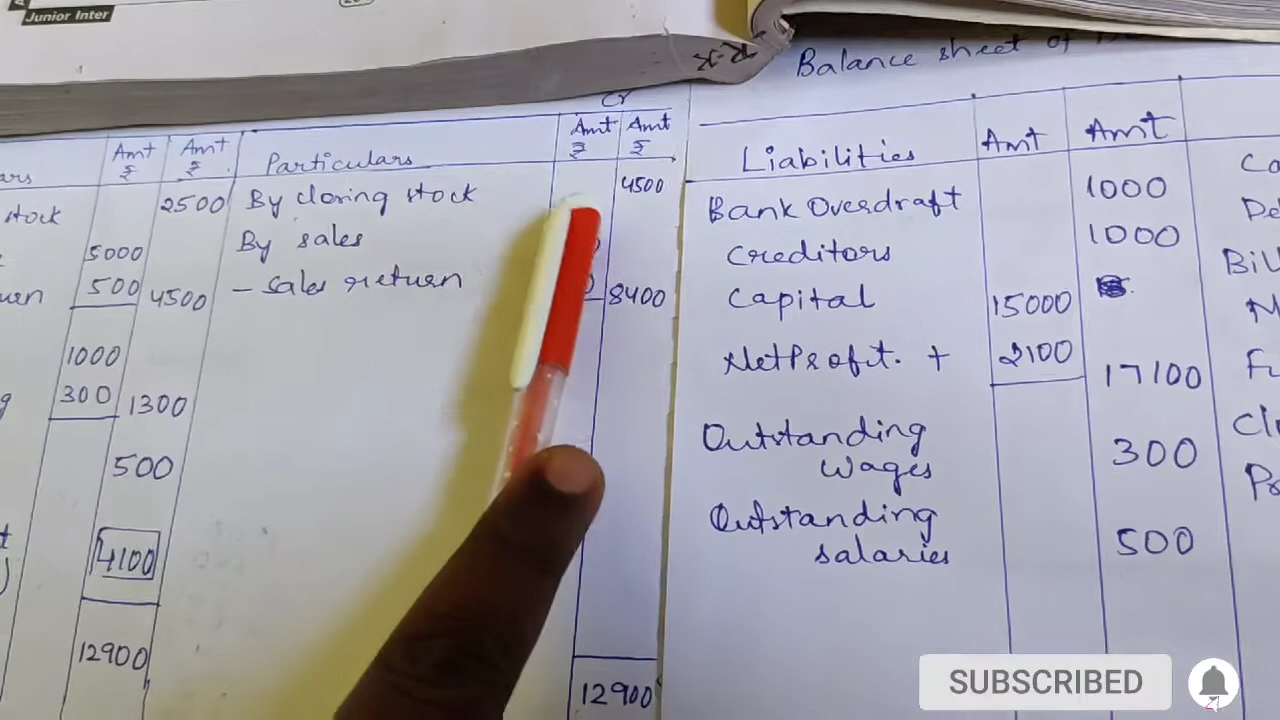 Junior Inter
Balance sheet of
Cr
Amt
₹
Amt
₹
Particulars
Amt
₹
Amt
₹
stock
2500
By closing stock
4500
5000
By sales
500
4500
- Sales return
8400
1000
300
1300
500
4100
12900
12900
Liabilities
Amt
Amt
Bank Overdraft
1000
Creditors
1000
Capital
15000
Net Profit. +
2100
17100
Outstanding
wages
300
Outstanding
salaries
500
SUBSCRIBED